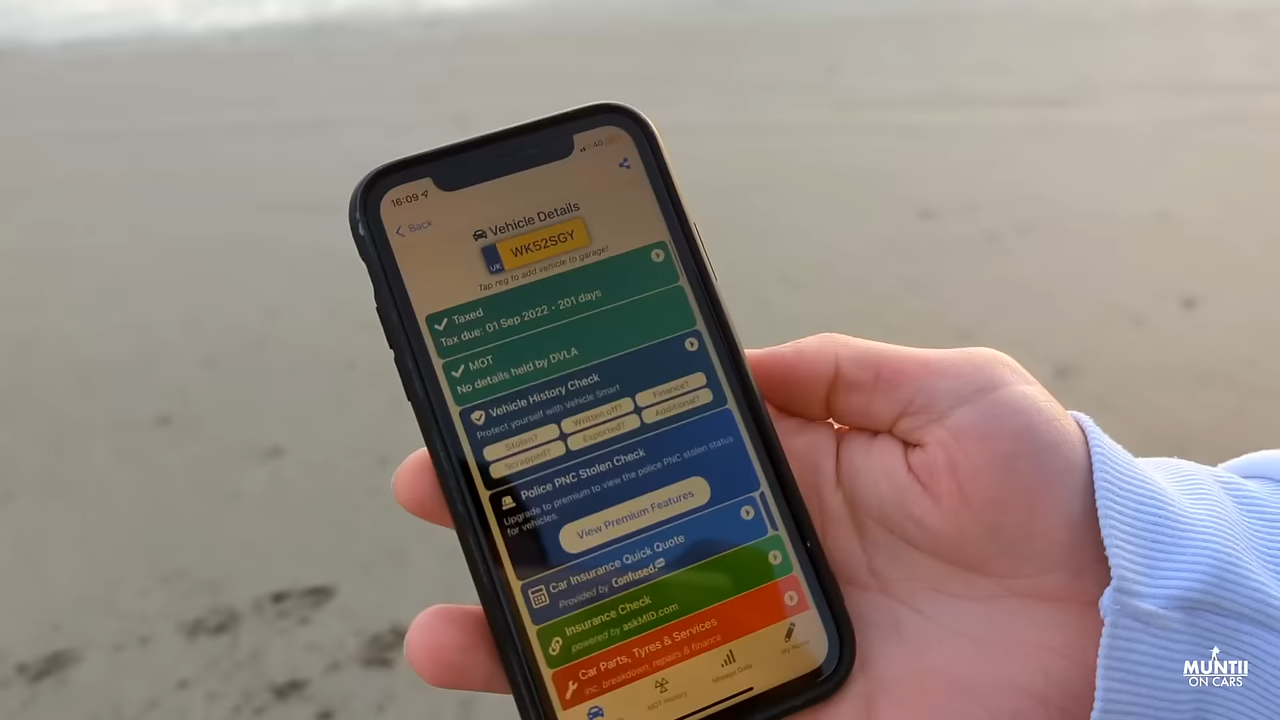 16:09
4G
Back
Vehicle Details
UK WK52SGY
Tap reg to add vehicle to garage!
Taxed
Tax due: 01 Sep 2022 • 201 days
MOT
No details held by DVLA
Vehicle History Check
Protect yourself with Vehicle Smart
Stolen? Written off? Finance?
Scrapped? Exported? Additional?
Police PNC Stolen Check
Upgrade to premium to view the police PNC stolen status
for vehicles.
View Premium Features
Car Insurance Quick Quote
Provided by Confused.com
Insurance Check
powered by askMID.com
Car Parts, Tyres & Services
inc. breakdown, repairs & finance
MOT History
Mileage Data
My
MUNTII
ON CARS